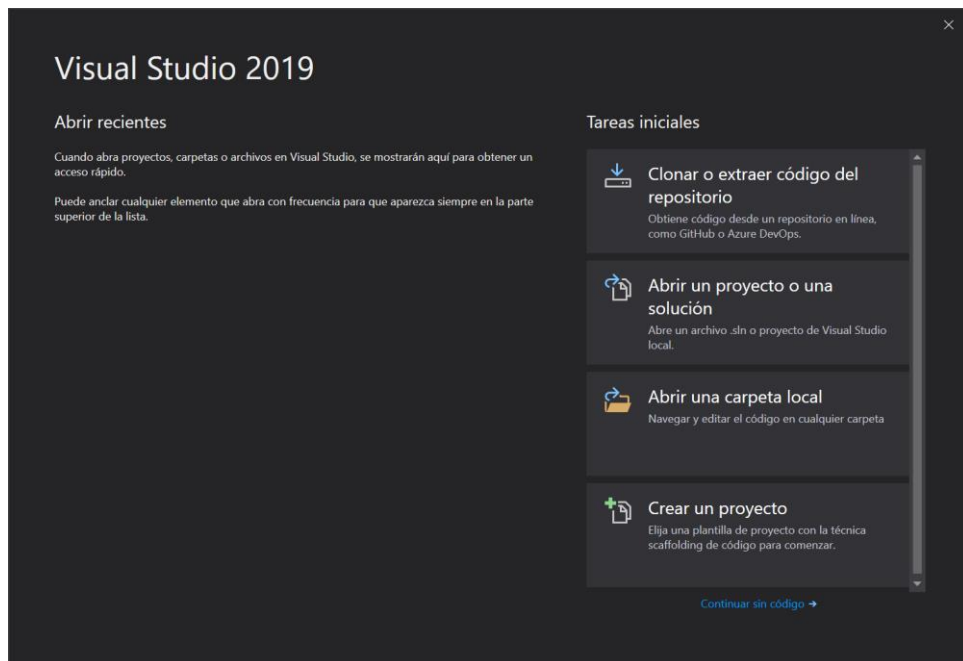 Visual Studio 2019
Abrir recientes
Cuando abra proyectos, carpetas o archivos en Visual Studio, se mostrarán aquí para obtener un
acceso rápido.
Puede anclar cualquier elemento que abra con frecuencia para que aparezca siempre en la parte
superior de la lista.
Tareas iniciales
Clonar o extraer código del
repositorio
Obtiene código desde un repositorio en línea,
como GitHub o Azure DevOps.
Abrir un proyecto o una
solución
Abre un archivo .sln o proyecto de Visual Studio
local.
Abrir una carpeta local
Navegar y editar el código en cualquier carpeta
Crear un proyecto
Elija una plantilla de proyecto con la técnica
scaffolding de código para comenzar.
Continuar sin código →